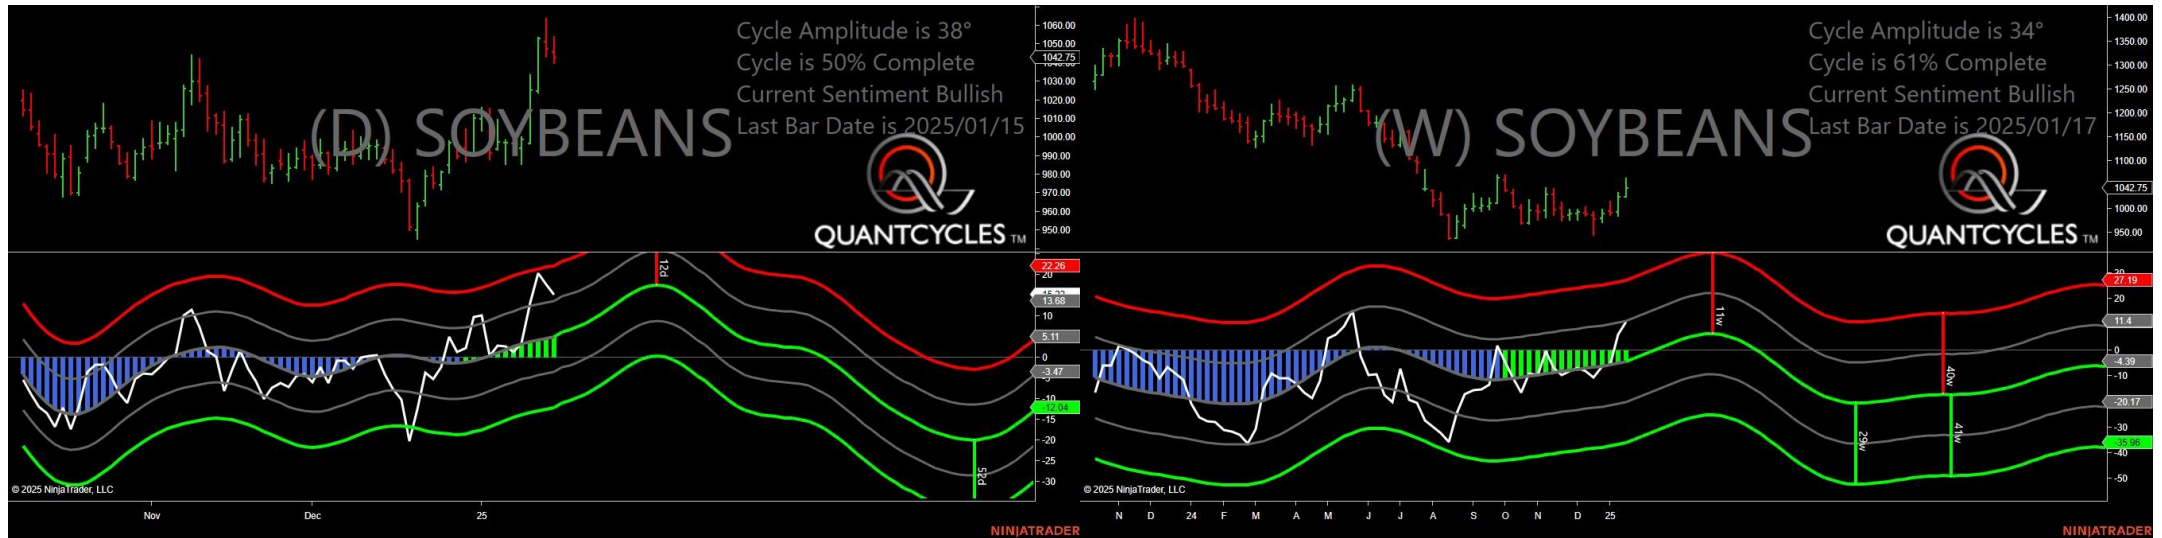 Cycle Amplitude is 38°
Cycle is 50% Complete
Current Sentiment Bullish
Last Bar Date is 2025/01/15
(D) SOYBEANS
QUANTCYCLES TM
1060.00
1050.00
1042.75
1030.00
1020.00
1010.00
1000.00
990.00
980.00
970.00
960.00
950.00
12d
52d
22.26
20
13.68
10
5.11
0
-3.47
-10
-12.04
-15
-20
-25
-30
© 2025 NinjaTrader, LLC
Nov
Dec
25
NINJATRADER
Cycle Amplitude is 34°
Cycle is 61% Complete
Current Sentiment Bullish
Last Bar Date is 2025/01/17
(W) SOYBEANS
QUANTCYCLES TM
1400.00
1350.00
1300.00
1250.00
1200.00
1150.00
1100.00
1042.75
1000.00
950.00
11w
40w
29w
41w
27.19
20
11.4
0
-4.39
-10
-20.17
-30
-35.96
-40
-50
© 2025 NinjaTrader, LLC
N D 24 F M A M J J A S O N D 25
NINJATRADER